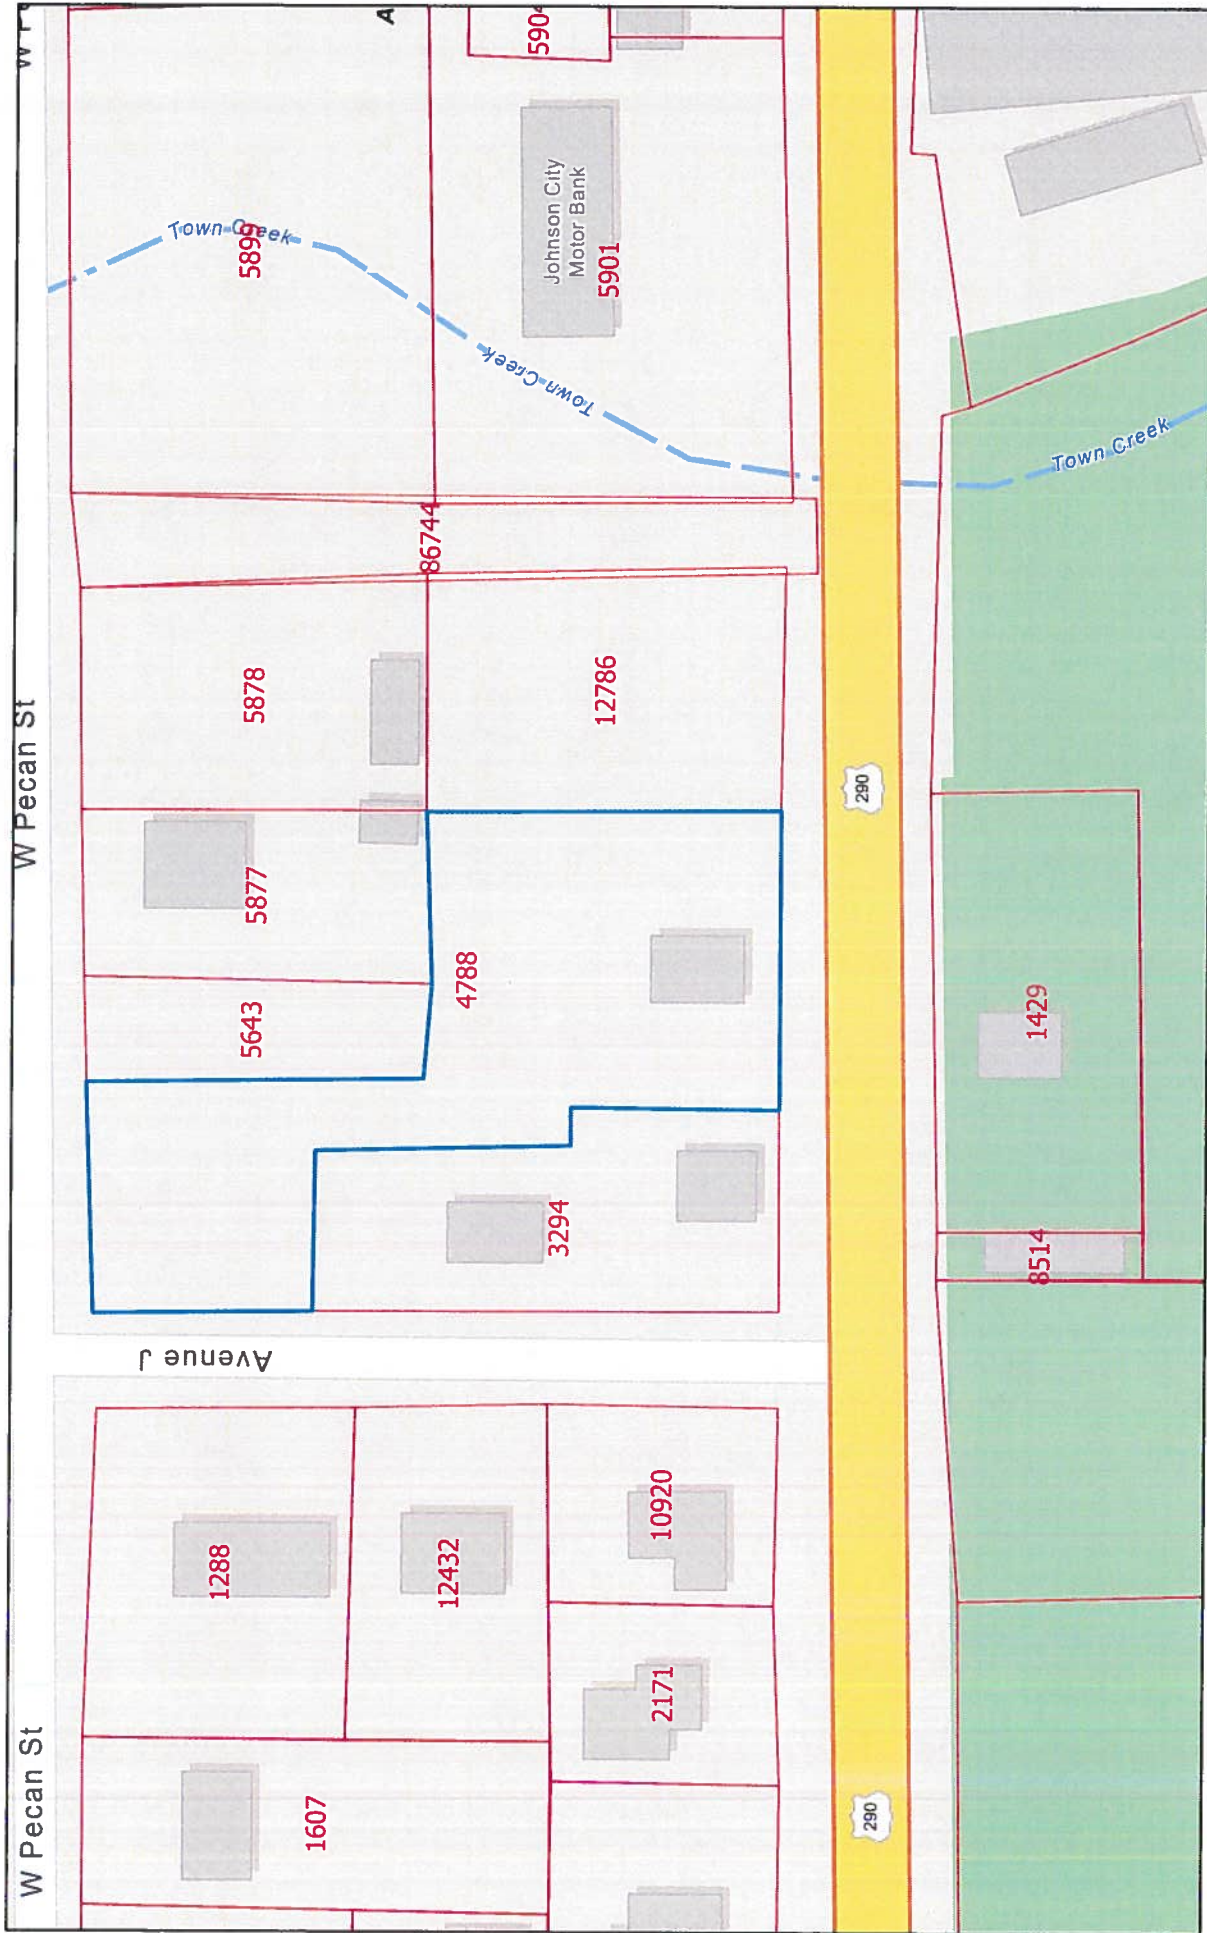 W Pecan St
W Pecan St
Avenue J
Town Creek
Town Creek
Town Creek
Johnson City
Motor Bank
5901
86744
5878
12786
5877
4788
5643
3294
1288
12432
10920
2171
1607
1429
8514
290
290